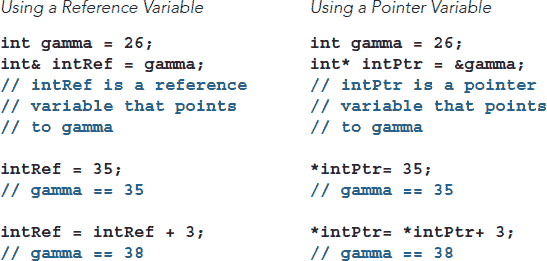 Using a Reference Variable
int gamma = 26;
int& intRef = gamma;
// intRef is a reference
// variable that points
// to gamma
intRef = 35;
// gamma == 35
intRef = intRef + 3;
// gamma == 38
Using a Pointer Variable
int gamma = 26;
int* intPtr = &gamma;
// intPtr is a pointer
// variable that points
// to gamma
*intPtr= 35;
// gamma == 35
*intPtr= *intPtr+ 3;
// gamma == 38